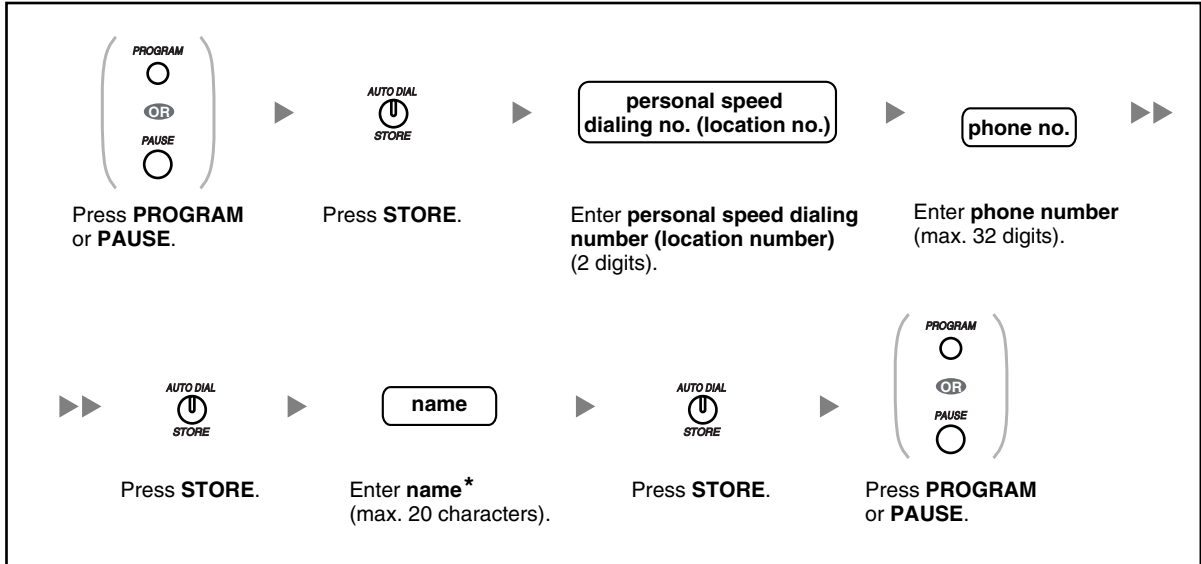 PROGRAM
OR
PAUSE
Press PROGRAM
or PAUSE.
AUTO DIAL
STORE
Press STORE.
personal speed
dialing no. (location no.)
Enter personal speed dialing
number (location number)
(2 digits).
phone no.
Enter phone number
(max. 32 digits).
AUTO DIAL
STORE
Press STORE.
name
Enter name*
(max. 20 characters).
AUTO DIAL
STORE
Press STORE.
PROGRAM
OR
PAUSE
Press PROGRAM
or PAUSE.